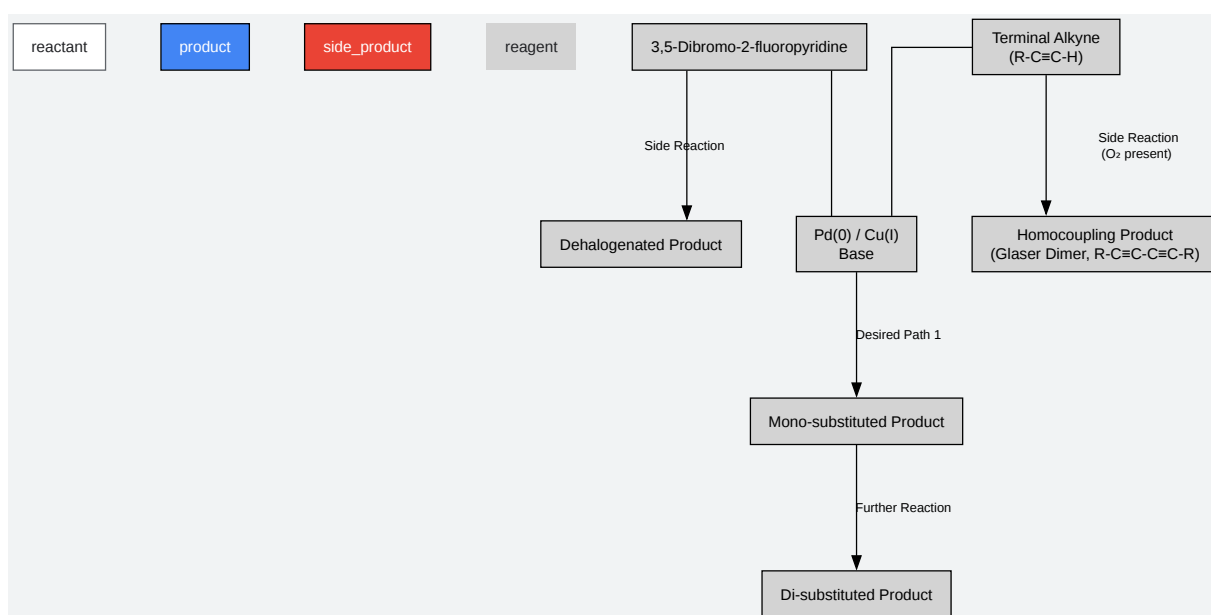 reactant
product
side_product
reagent
3,5-Dibromo-2-fluoropyridine
Terminal Alkyne
(R-C≡C-H)
Side Reaction
Side Reaction
(O₂ present)
Dehalogenated Product
Pd(0) / Cu(I)
Base
Homocoupling Product
(Glaser Dimer, R-C≡C-C≡C-R)
Desired Path 1
Mono-substituted Product
Further Reaction
Di-substituted Product